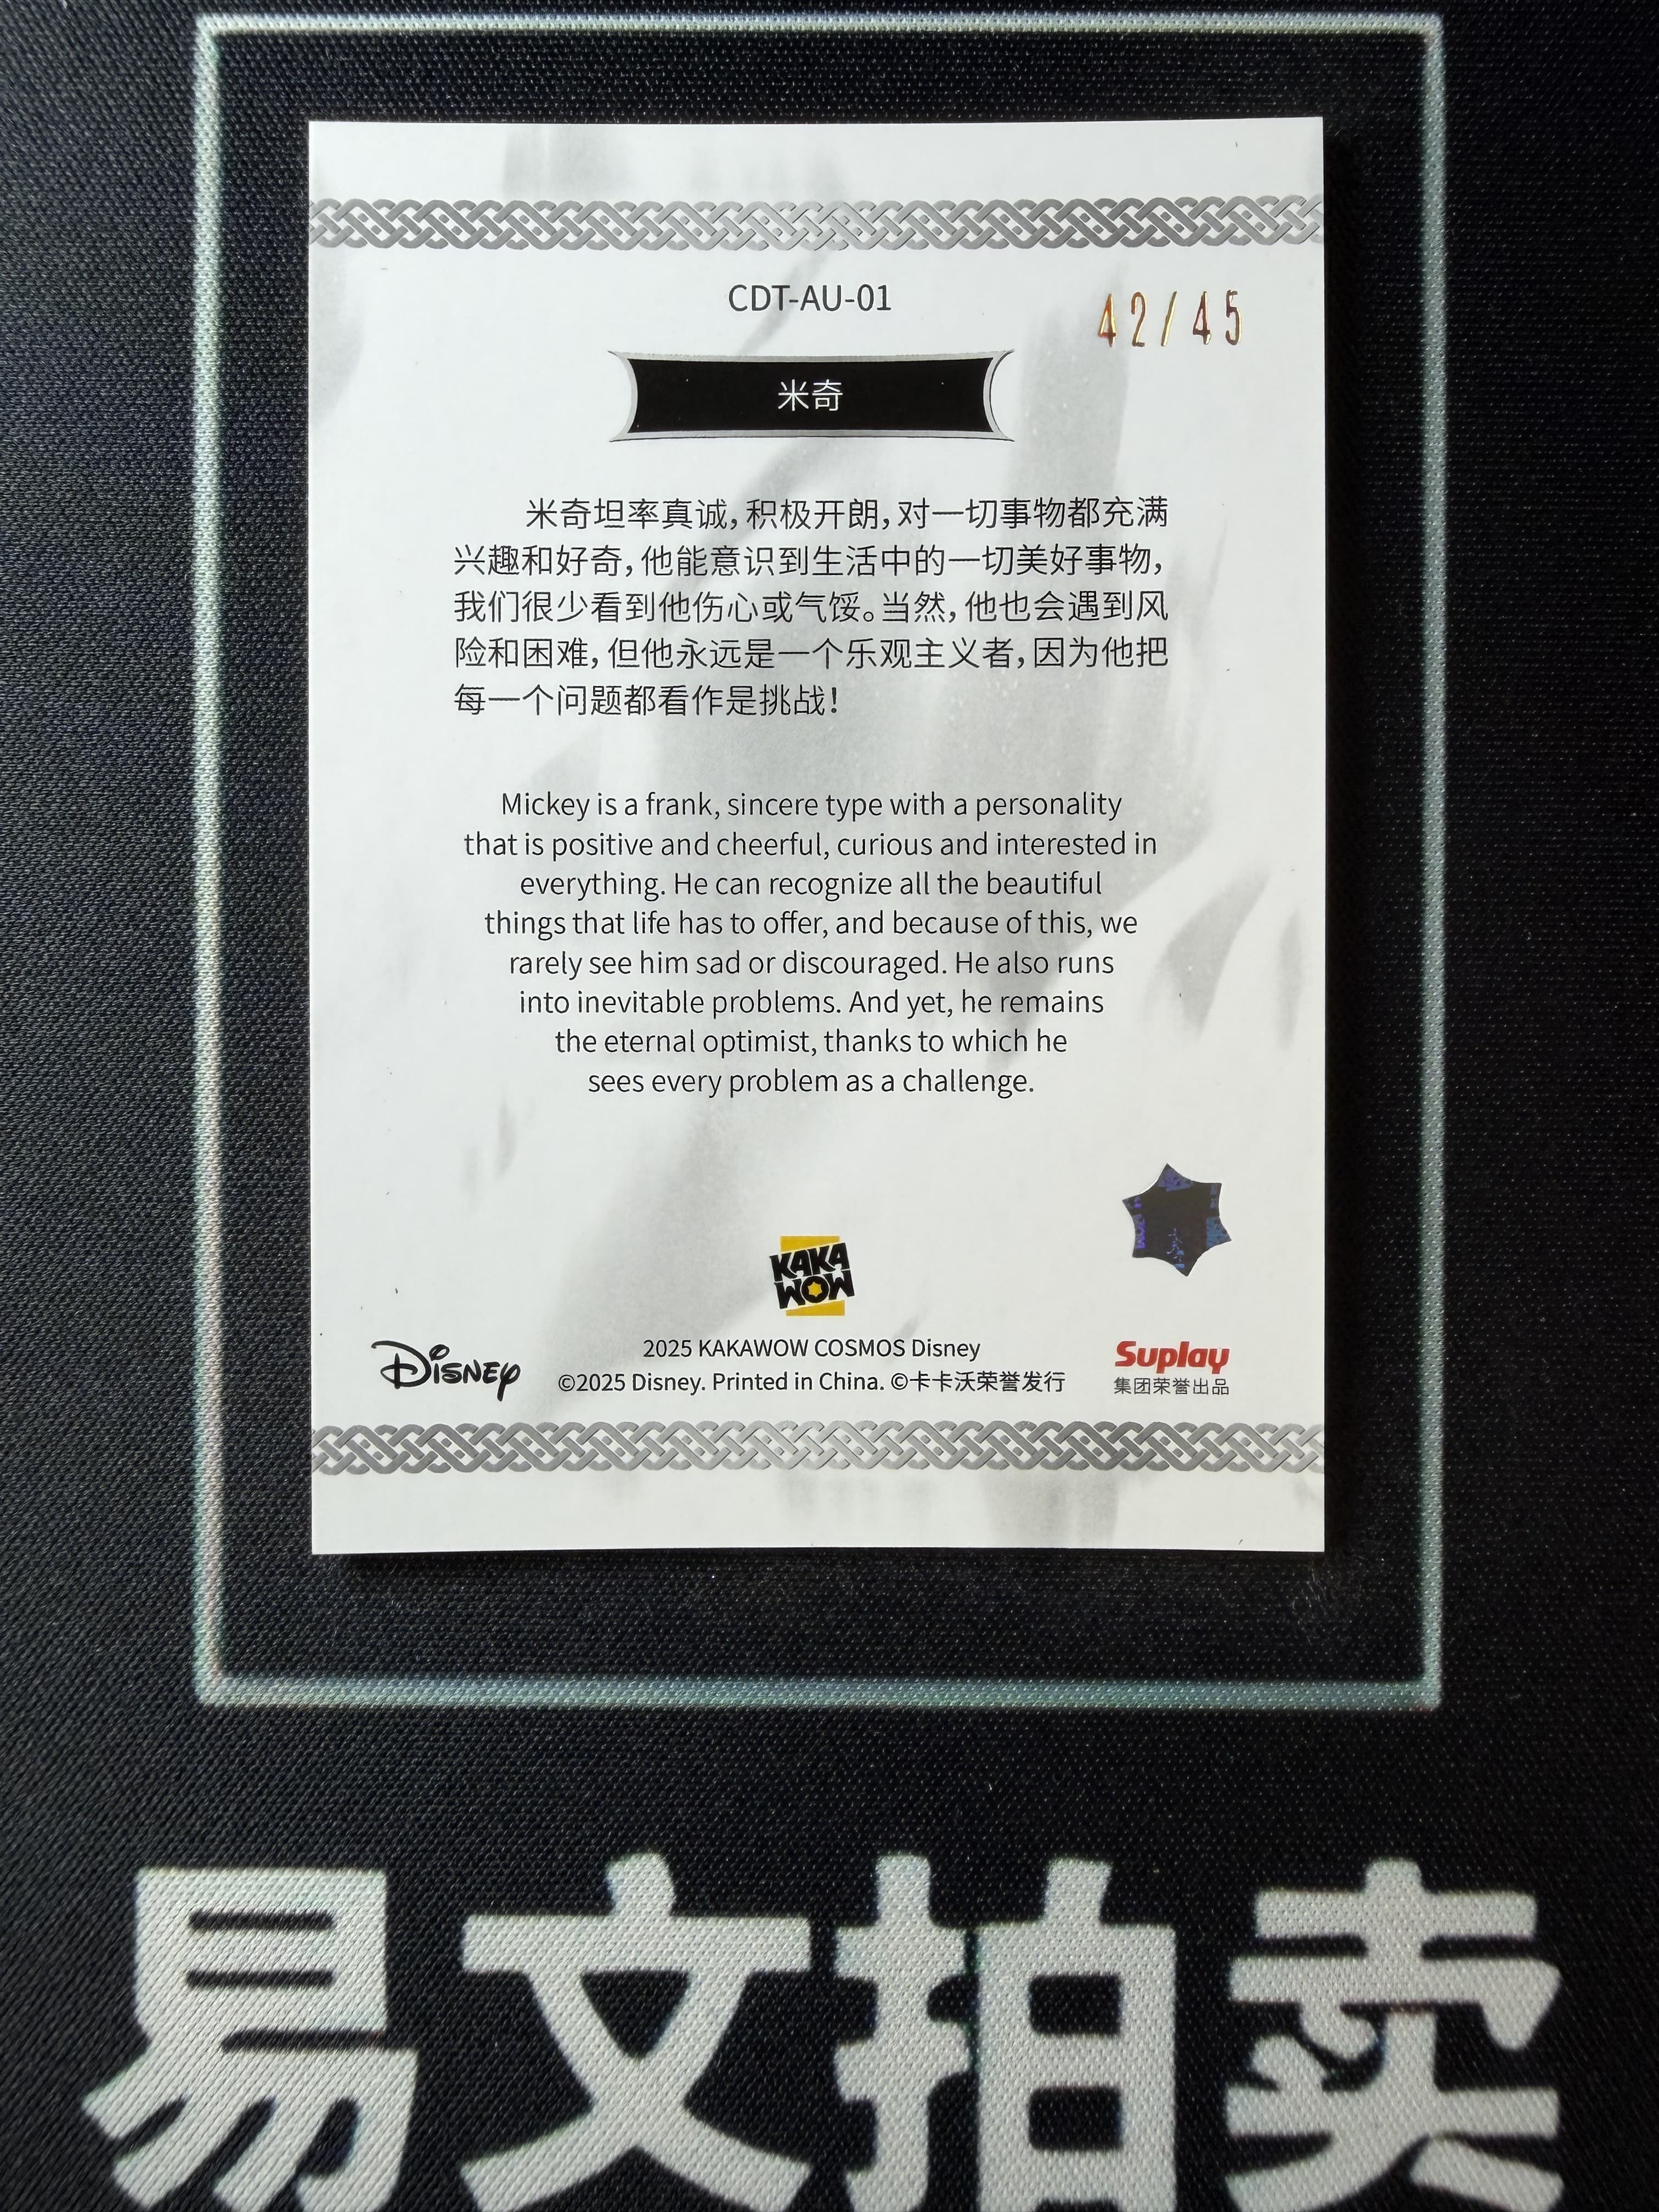 CDT-AU-01
42/45
米奇
米奇坦率真诚,积极开朗,对一切事物都充满
兴趣和好奇,他能意识到生活中的一切美好事物,
我们很少看到他伤心或气馁。当然,他也会遇到风
险和困难,但他永远是一个乐观主义者,因为他把
每一个问题都看作是挑战!
Mickey is a frank, sincere type with a personality
that is positive and cheerful, curious and interested in
everything. He can recognize all the beautiful
things that life has to offer, and because of this, we
rarely see him sad or discouraged. He also runs
into inevitable problems. And yet, he remains
the eternal optimist, thanks to which he
sees every problem as a challenge.
KAKA
WOW
Disney
2025 KAKAWOW COSMOS Disney
©2025 Disney. Printed in China. ©卡卡沃荣誉发行
Suplay
集团荣誉出品
易文拍卖